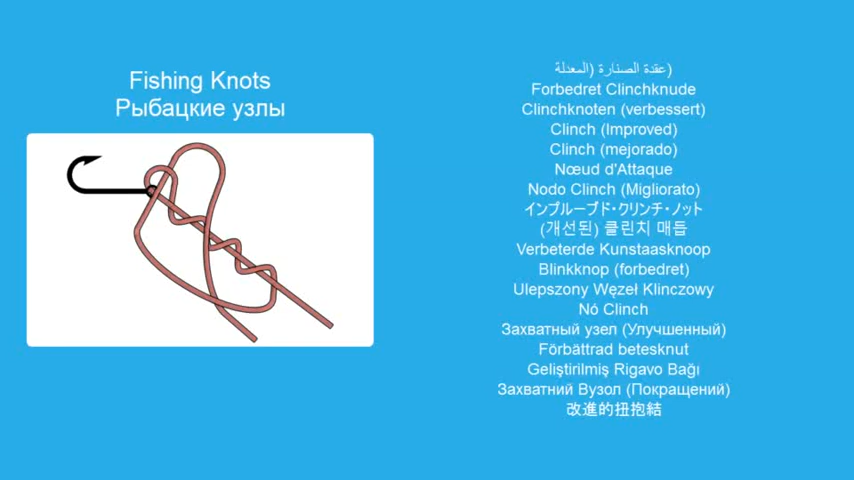 Fishing Knots
Рыбацкие узлы
(عقدة الصنارة (المعدلة
Forbedret Clinchknude
Clinchknoten (verbessert)
Clinch (Improved)
Clinch (mejorado)
Nœud d'Attaque
Nodo Clinch (Migliorato)
インプルーブド・クリンチ・ノット
(개선된) 클린치 매듭
Verbeterde Kunstaasknoop
Blinkknop (forbedret)
Ulepszony Węzeł Klinczowy
Nó Clinch
Захватный узел (Улучшенный)
Förbättrad betesknut
Geliştirilmiş Rigavo Bağı
Захватний Вузол (Покращений)
改進的扭抱結